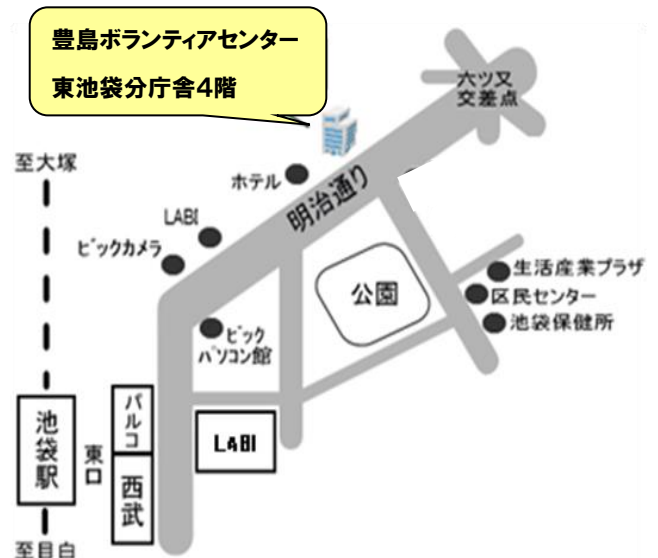 豊島ボランティアセンター
東池袋分庁舎4階
六ツ又
交差点
至大塚
ホテル
明治通り
LABI
ビックカメラ
公園
生活産業プラザ
区民センター
池袋保健所
ビック
パソコン館
パルコ
LABI
池袋駅
東口
西武
至目白